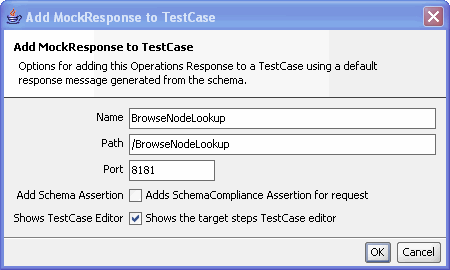 Add MockResponse to TestCase
Add MockResponse to TestCase
Options for adding this Operations Response to a TestCase using a default
response message generated from the schema.
Name BrowseNodeLookup
Path /BrowseNodeLookup
Port 8181
Add Schema Assertion Adds SchemaCompliance Assertion for request
Shows TestCase Editor Shows the target steps TestCase editor
OK Cancel